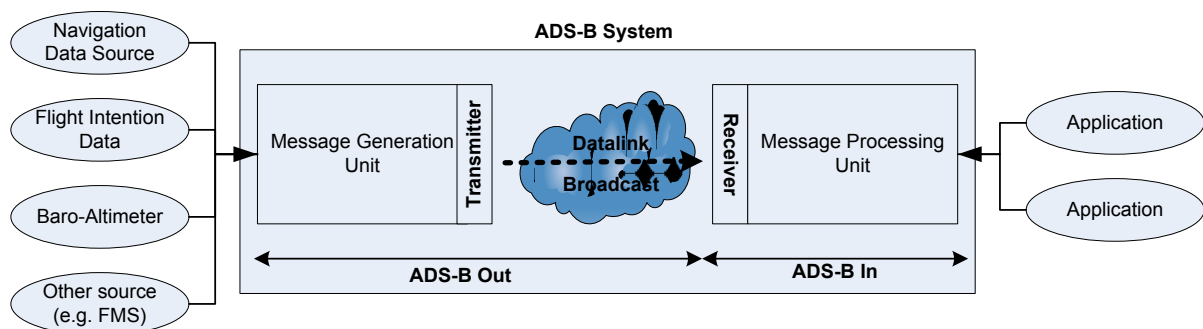 ADS-B System
Navigation
Data Source
Flight Intention
Data
Baro-Altimeter
Other source
(e.g. FMS)
Message Generation
Unit
Transmitter
Datalink
Broadcast
Receiver
Message Processing
Unit
Application
Application
ADS-B Out
ADS-B In